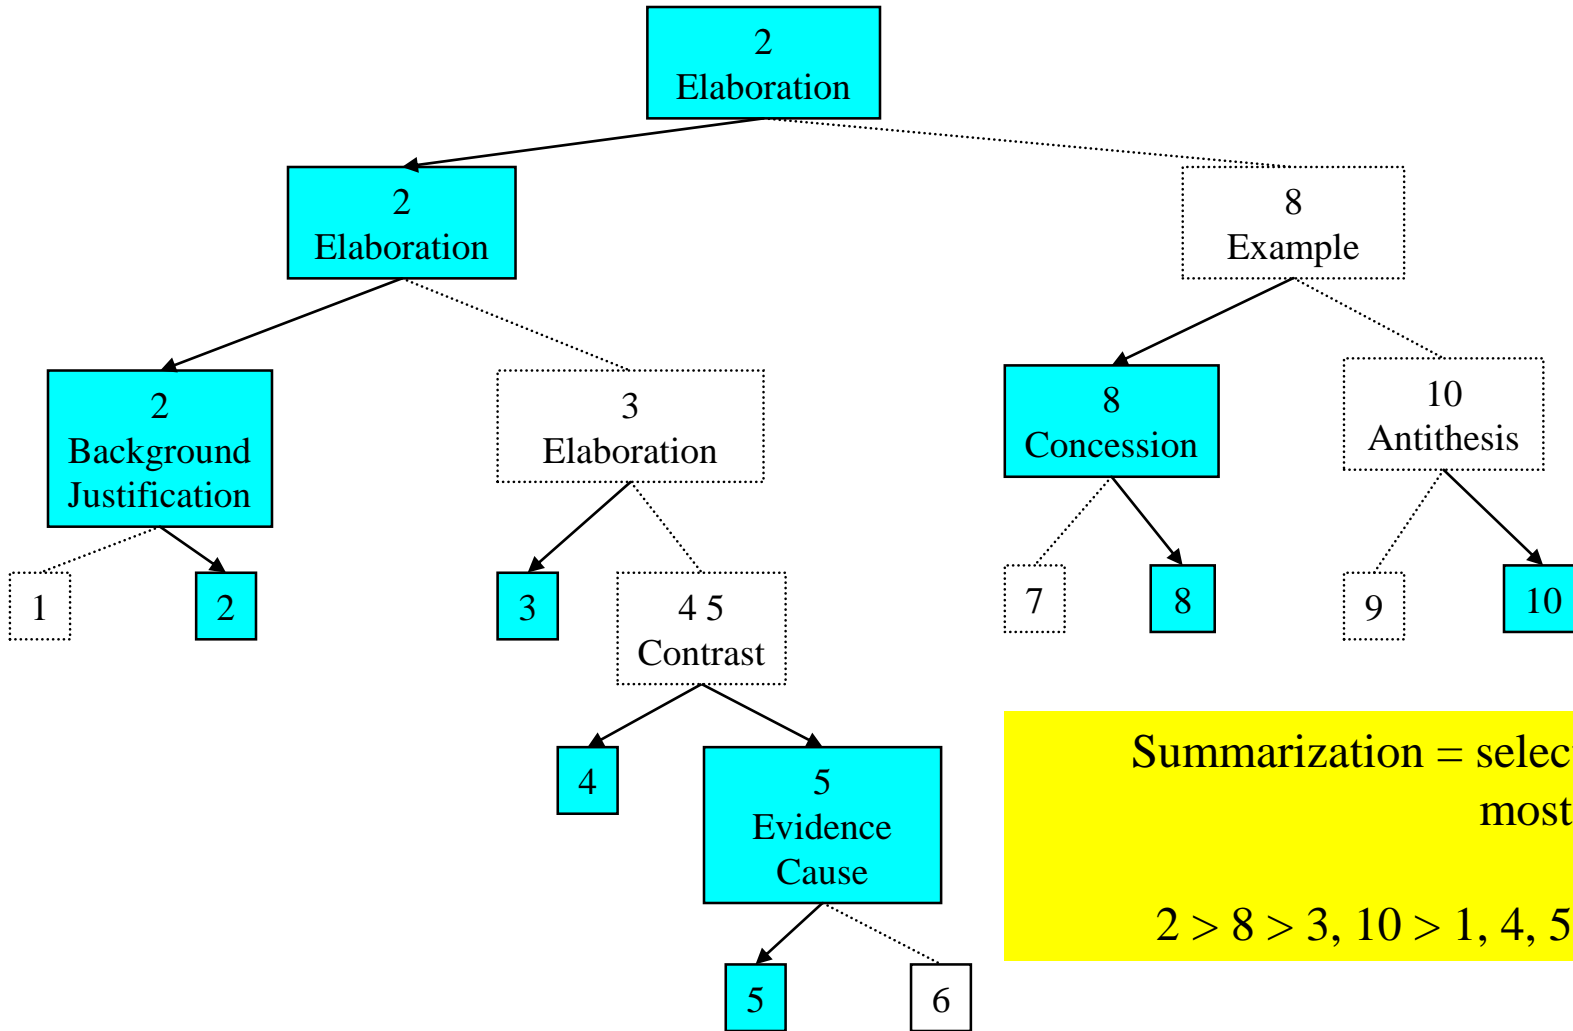 2
Elaboration
2
Elaboration
8
Example
2
Background
Justification
3
Elaboration
8
Concession
10
Antithesis
1
2
3
4 5
Contrast
7
8
9
10
4
5
Evidence
Cause
5
6
Summarization = selec
most
2 > 8 > 3, 10 > 1, 4, 5